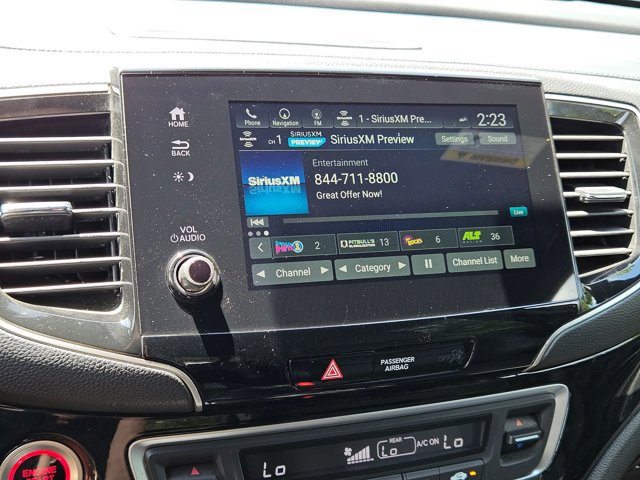 HOME
BACK
VOL
AUDIO
Phone
Navigation
FM
1 - SiriusXM Pre...
2:23
SiriusXM
CH 1
SIRIUSXM
PREVIEW
SiriusXM Preview
Settings
Sound
SiriusXM
Entertainment
844-711-8800
Great Offer Now!
Live
2
PITBULL'S
13
6
ALT
36
Channel
Category
Channel List
More
PASSENGER
AIRBAG
OFF
Lo
REAR
Lo
A/C ON
Lo
ENGINE